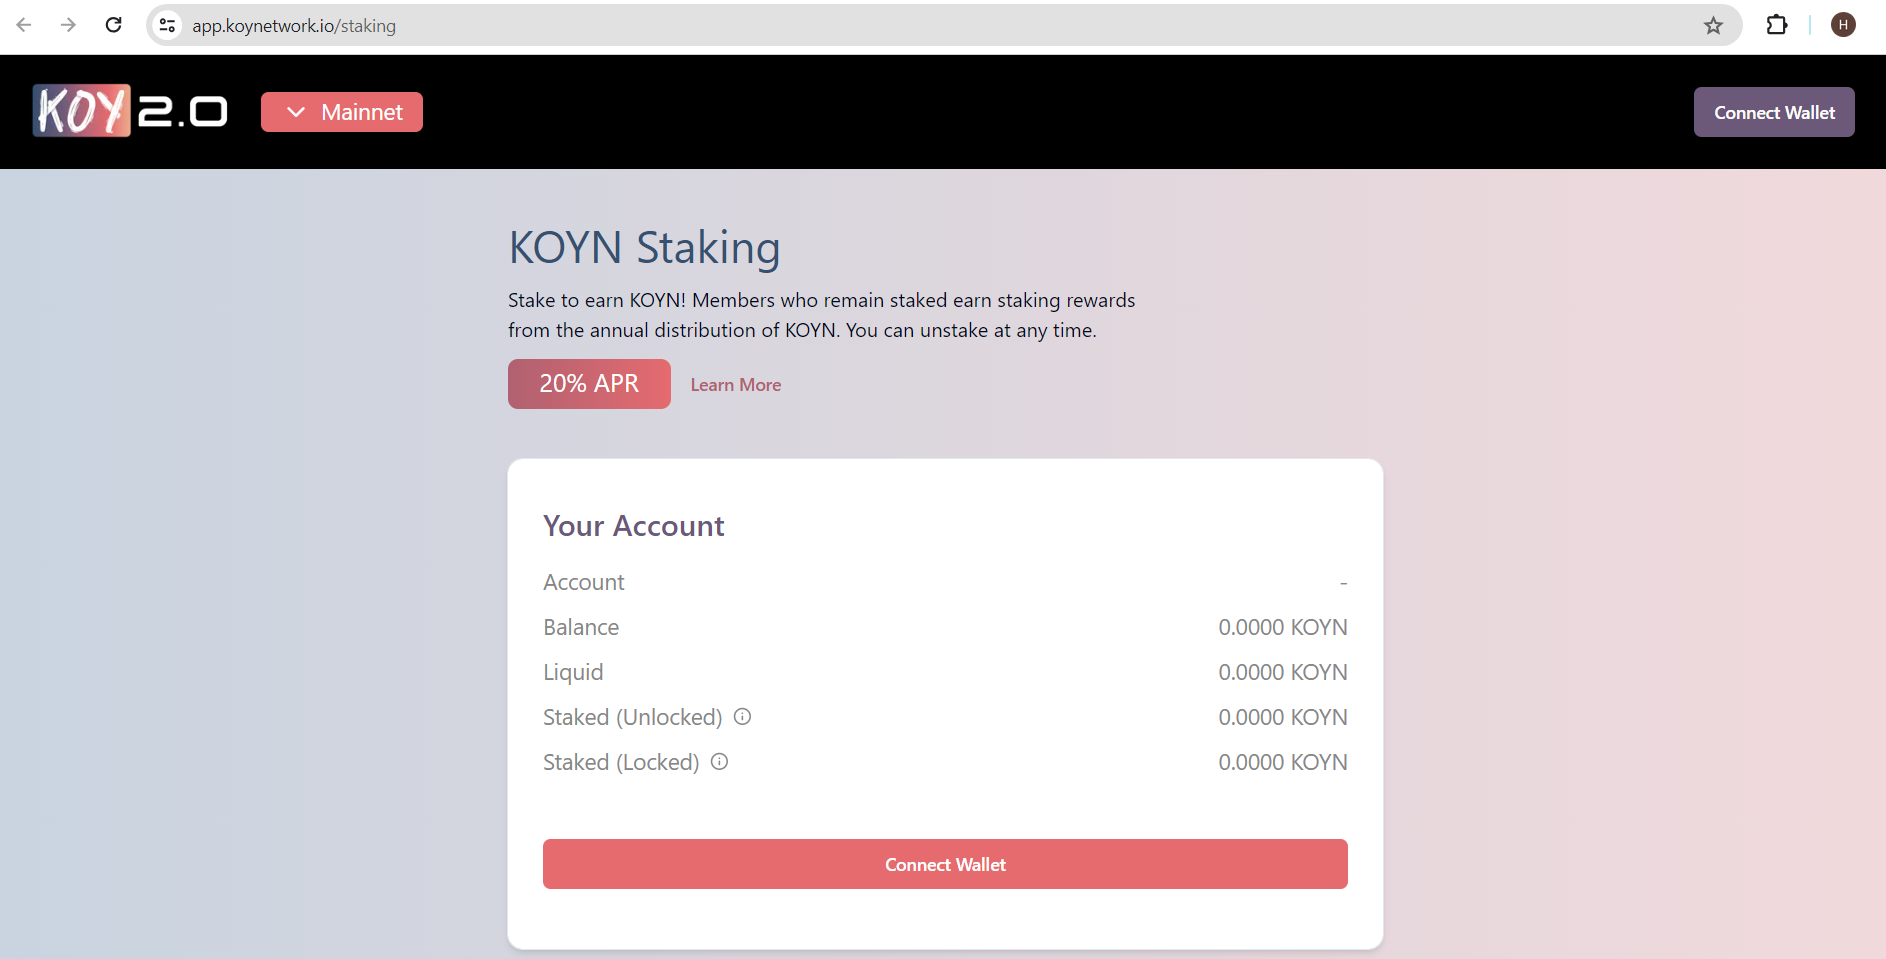 app.koynetwork.io/staking
H
KOY 2.0
Mainnet
Connect Wallet
KOYN Staking
Stake to earn KOYN! Members who remain staked earn staking rewards
from the annual distribution of KOYN. You can unstake at any time.
20% APR
Learn More
Your Account
Account -
Balance 0.0000 KOYN
Liquid 0.0000 KOYN
Staked (Unlocked) 0.0000 KOYN
Staked (Locked) 0.0000 KOYN
Connect Wallet